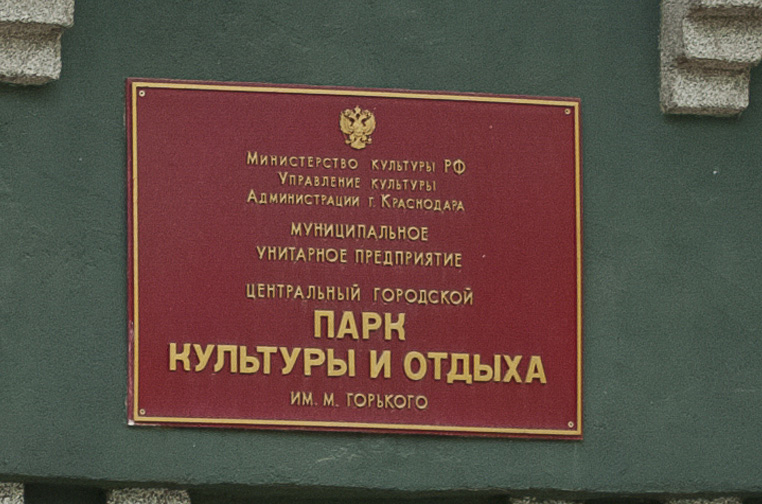 Министерство культуры РФ
Управление культуры
Администрации г. Краснодара
МУНИЦИПАЛЬНОЕ
УНИТАРНОЕ ПРЕДПРИЯТИЕ
ЦЕНТРАЛЬНЫЙ ГОРОДСКОЙ
ПАРК
КУЛЬТУРЫ И ОТДЫХА
ИМ. М. ГОРЬКОГО